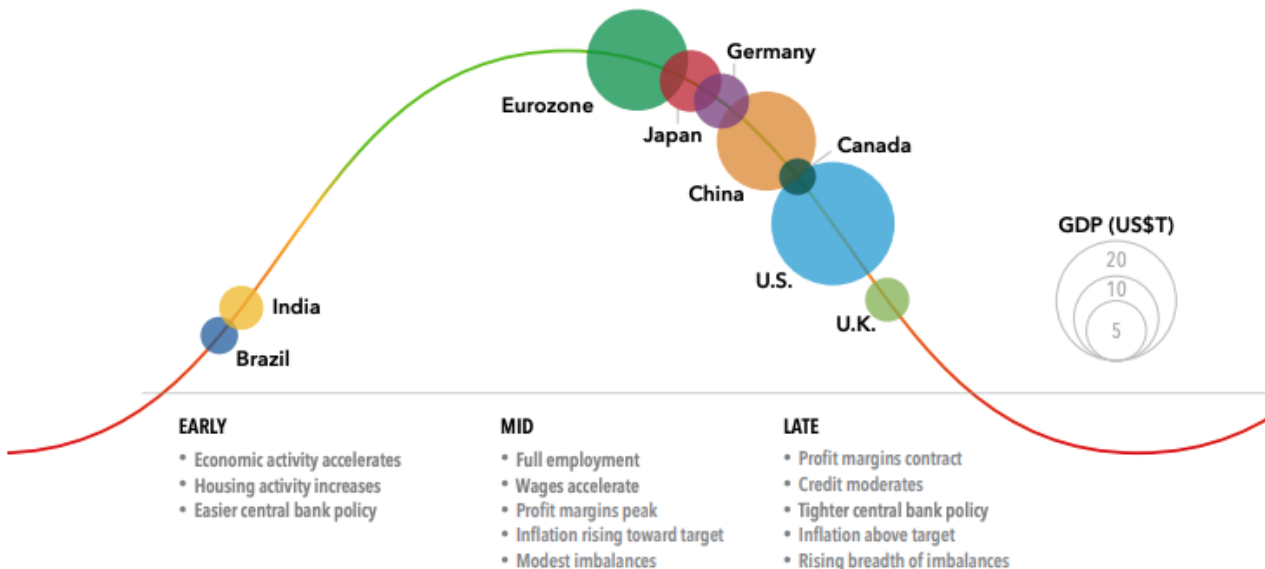 Germany
Eurozone
Japan
Canada
China
GDP (US$T)
20
10
5
U.S.
India
U.K.
Brazil
EARLY
• Economic activity accelerates
• Housing activity increases
• Easier central bank policy
MID
• Full employment
• Wages accelerate
• Profit margins peak
• Inflation rising toward target
• Modest imbalances
LATE
• Profit margins contract
• Credit moderates
• Tighter central bank policy
• Inflation above target
• Rising breadth of imbalances